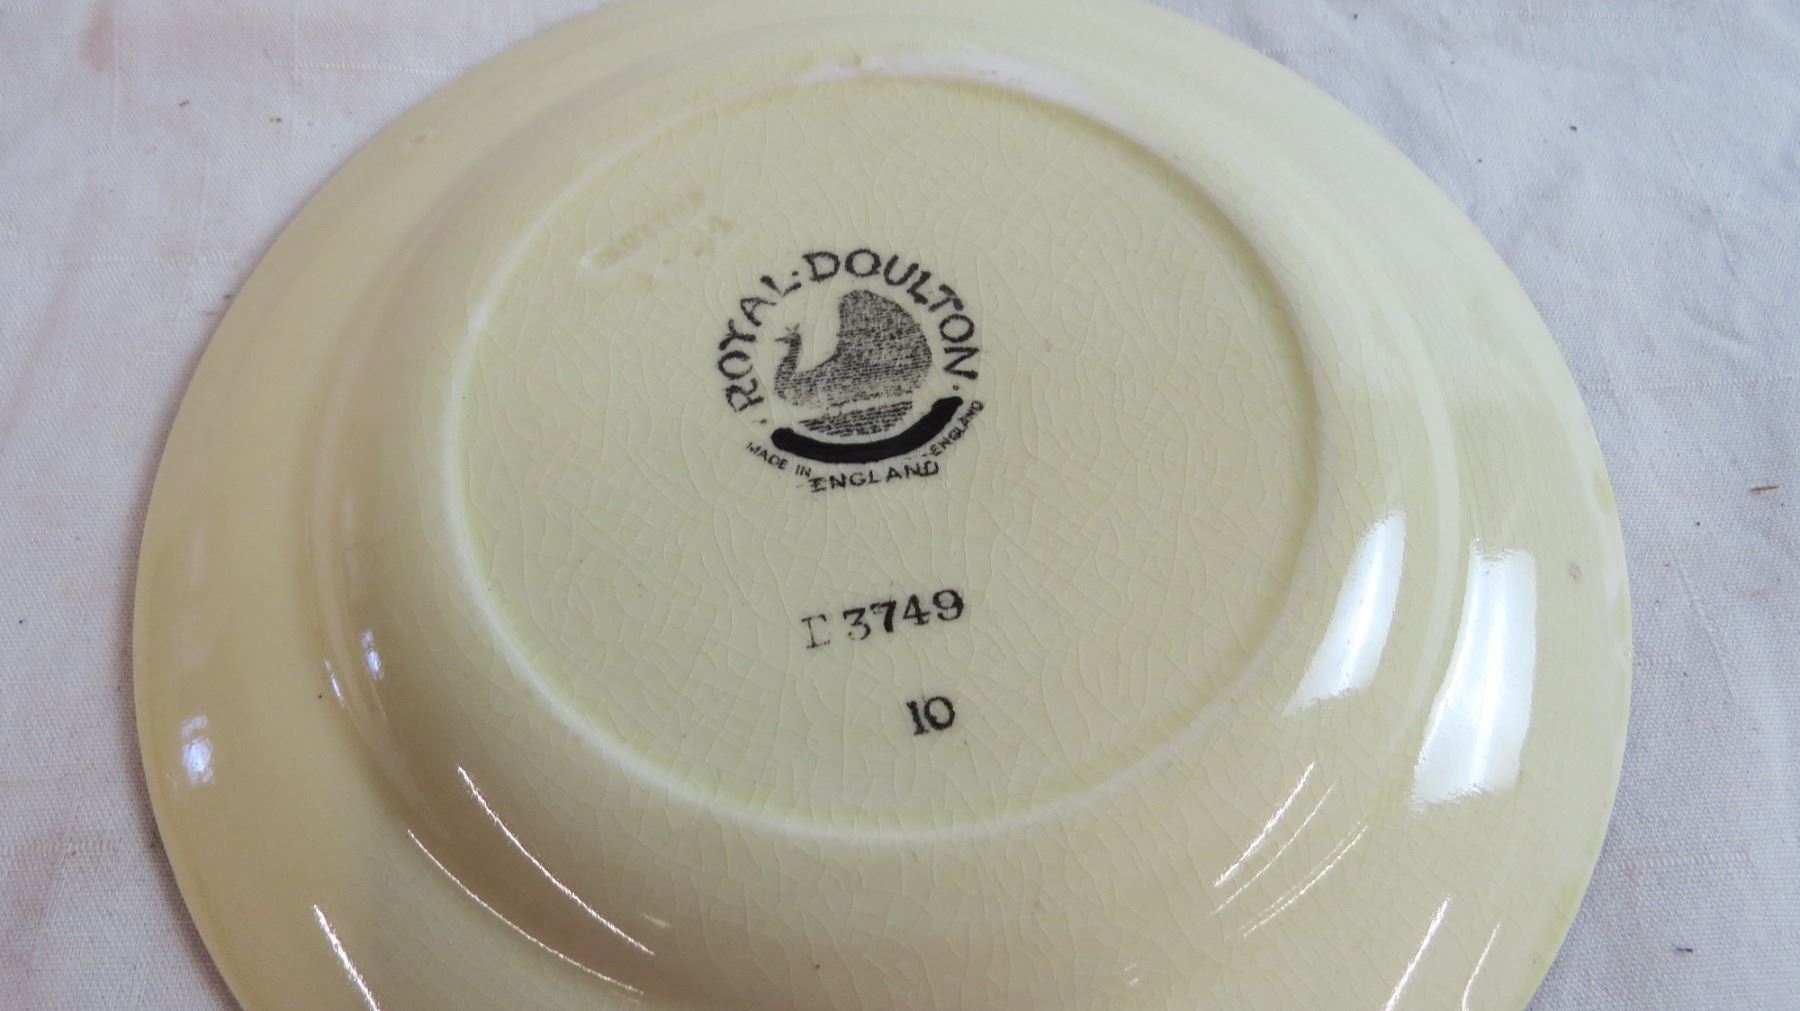 ROYAL·DOULTON
MADE IN ENGLAND
ENGLAND
3749
10